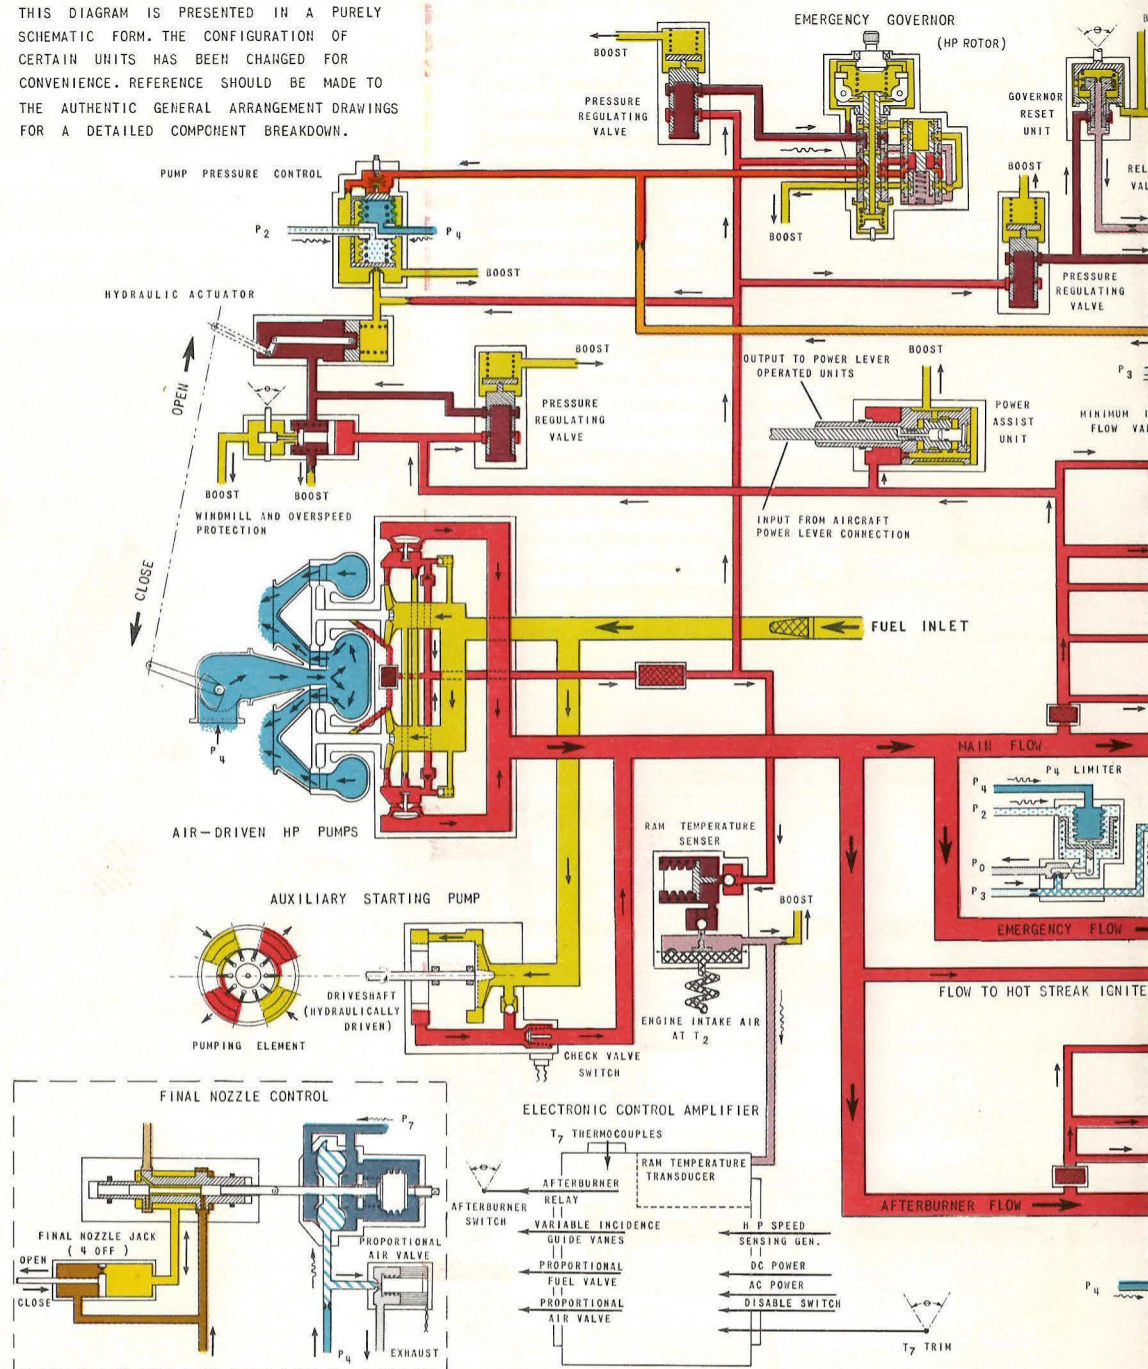 THIS DIAGRAM IS PRESENTED IN A PURELY
SCHEMATIC FORM. THE CONFIGURATION OF
CERTAIN UNITS HAS BEEN CHANGED FOR
CONVENIENCE. REFERENCE SHOULD BE MADE TO
THE AUTHENTIC GENERAL ARRANGEMENT DRAWINGS
FOR A DETAILED COMPONENT BREAKDOWN.
EMERGENCY GOVERNOR
(HP ROTOR)
BOOST
PRESSURE
REGULATING
VALVE
GOVERNOR
RESET
UNIT
PUMP PRESSURE CONTROL
BOOST
P2
P4
BOOST
BOOST
PRESSURE
REGULATING
VALVE
HYDRAULIC ACTUATOR
OPEN
BOOST
PRESSURE
REGULATING
VALVE
OUTPUT TO POWER LEVER
OPERATED UNITS
BOOST
P3
POWER
ASSIST
UNIT
MINIMUM
BOOST
BOOST
WINDMILL AND OVERSPEED
PROTECTION
INPUT FROM AIRCRAFT
POWER LEVER CONNECTION
CLOSE
FUEL INLET
P4
MAIN FLOW
P4 LIMITER
P4
P2
P0
P3
AIR-DRIVEN HP PUMPS
RAM TEMPERATURE
SENSER
BOOST
EMERGENCY FLOW
AUXILIARY STARTING PUMP
DRIVESHAFT
(HYDRAULICALLY
DRIVEN)
PUMPING ELEMENT
CHECK VALVE
SWITCH
ENGINE INTAKE AIR
AT T2
FLOW TO HOT STREAK IGNITE
FINAL NOZZLE CONTROL
P7
ELECTRONIC CONTROL AMPLIFIER
T7 THERMOCOUPLES
RAM TEMPERATURE
TRANSDUCER
AFTERBURNER
RELAY
AFTERBURNER
SWITCH
VARIABLE INCIDENCE
GUIDE VANES
H P SPEED
SENSING GEN.
PROPORTIONAL
FUEL VALVE
DC POWER
AC POWER
PROPORTIONAL
AIR VALVE
DISABLE SWITCH
T7 TRIM
AFTERBURNER FLOW
P4
FINAL NOZZLE JACK
( 4 OFF )
OPEN
CLOSE
PROPORTIONAL
AIR VALVE
P4
EXHAUST